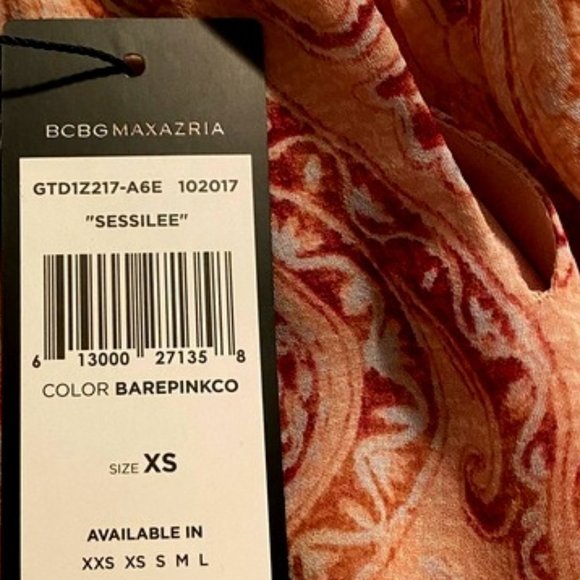 BCBGMAXAZRIA
GTD1Z217-A6E 102017
"SESSILEE"
6 13000 27135 8
COLOR BAREPINKCO
SIZE XS
AVAILABLE IN
XXS XS S M L